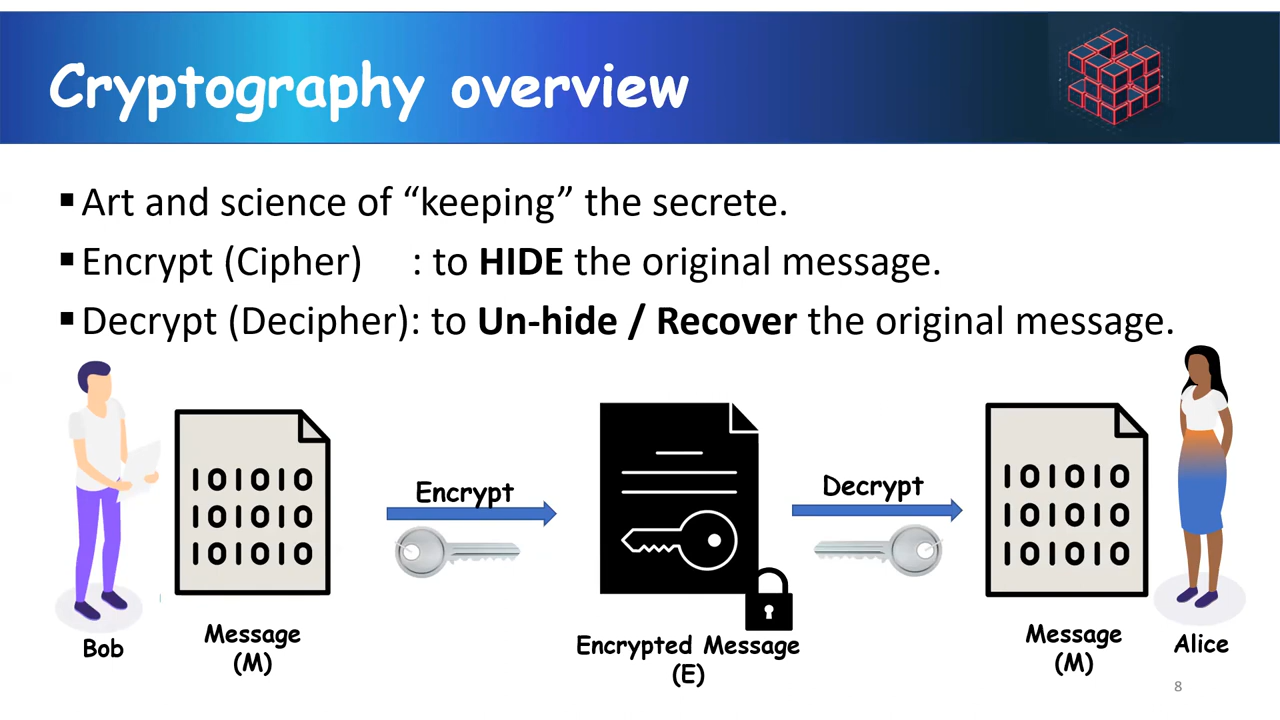 Cryptography overview
▪ Art and science of “keeping” the secrete.
▪ Encrypt (Cipher) : to HIDE the original message.
▪ Decrypt (Decipher): to Un-hide / Recover the original message.
101010
101010
101010
Encrypt
Decrypt
101010
101010
101010
Bob
Message
(M)
Encrypted Message
(E)
Message
(M)
Alice
8